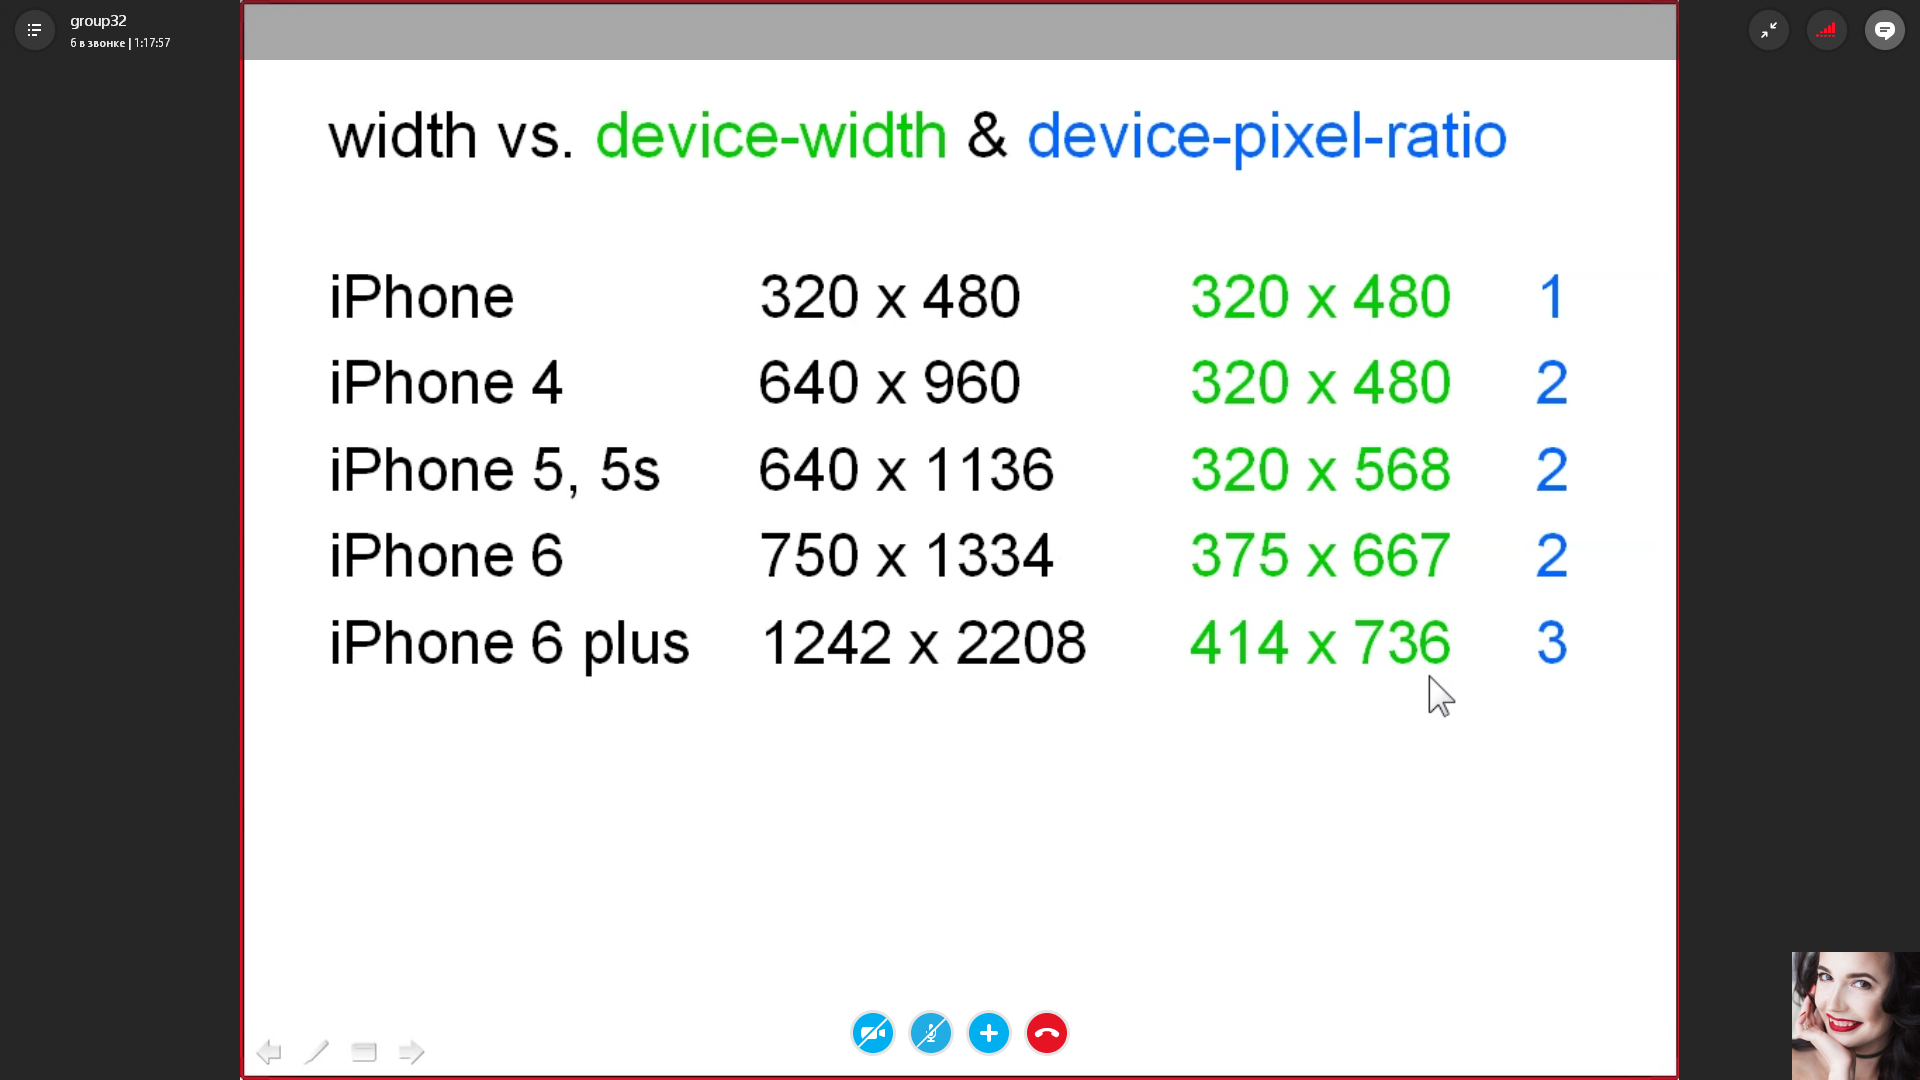 group32
6 в звонке | 1:17:57
width vs. device-width & device-pixel-ratio
iPhone 320 x 480 320 x 480 1
iPhone 4 640 x 960 320 x 480 2
iPhone 5, 5s 640 x 1136 320 x 568 2
iPhone 6 750 x 1334 375 x 667 2
iPhone 6 plus 1242 x 2208 414 x 736 3